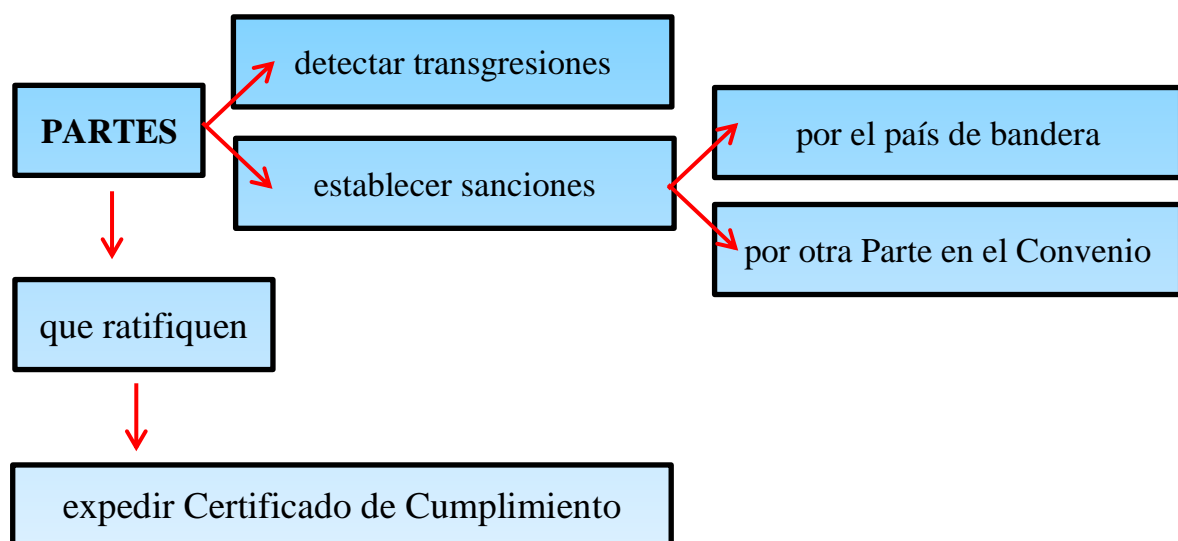 detectar transgresiones
PARTES
por el país de bandera
establecer sanciones
por otra Parte en el Convenio
que ratifiquen
expedir Certificado de Cumplimiento